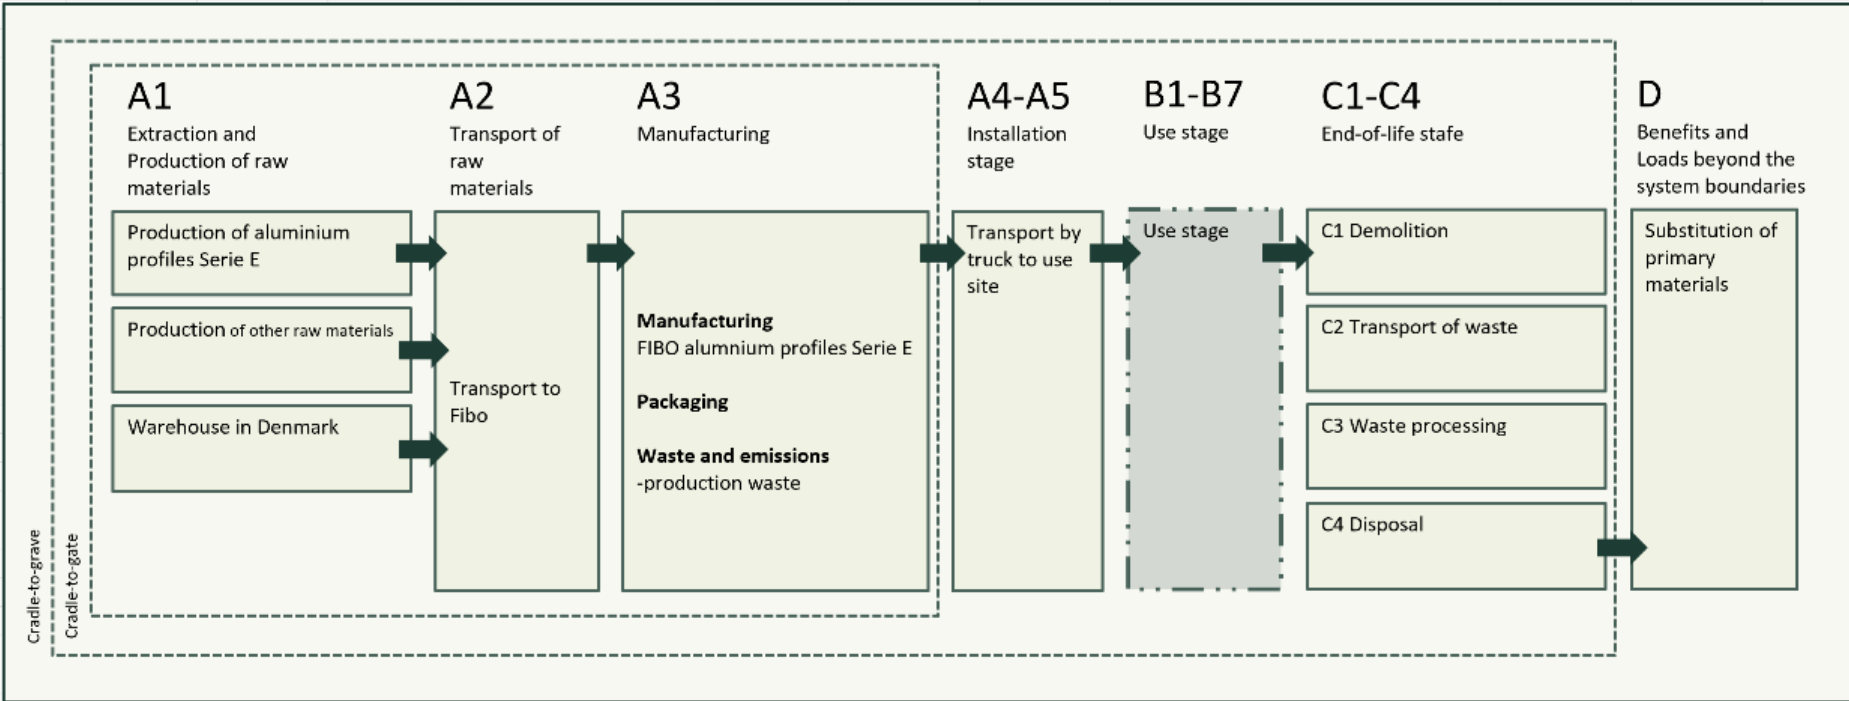 A1
Extraction and
Production of raw
materials
Production of aluminium
profiles Serie E
Production of other raw materials
Warehouse in Denmark
A2
Transport of
raw
materials
Transport to
Fibo
A3
Manufacturing
Manufacturing
FIBO alumnium profiles Serie E
Packaging
Waste and emissions
-production waste
A4-A5
Installation
stage
Transport by
truck to use
site
B1-B7
Use stage
Use stage
C1-C4
End-of-life stafe
C1 Demolition
C2 Transport of waste
C3 Waste processing
C4 Disposal
D
Benefits and
Loads beyond the
system boundaries
Substitution of
primary
materials
Cradle-to-grave
Cradle-to-gate